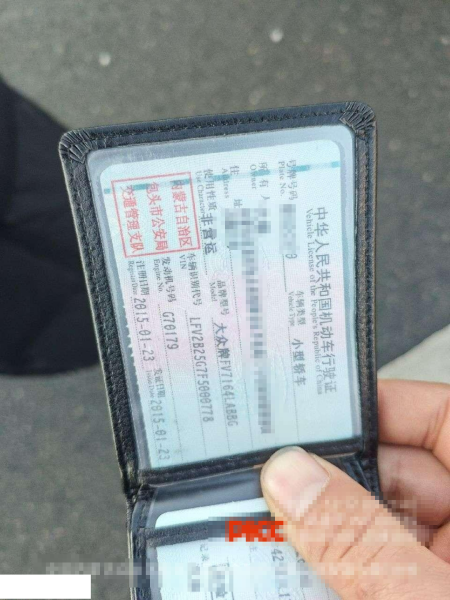 中华人民共和国机动车行驶证
Vehicle License of the People's Republic of China
号牌号码
Plate No.
车辆类型 小型轿车
Vehicle Type
所有人
Owner
住址
Address
使用性质 非营运
Use Character
品牌型号 大众牌FV7164LABBG
Model
内蒙古自治区
包头市公安局
交通管理支队
车辆识别代号 LFV2B25G7F5000778
VIN
发动机号码 G70179
Engine No.
注册日期 2015-01-23
发证日期 2015-01-23
Issue Date
PICC
42